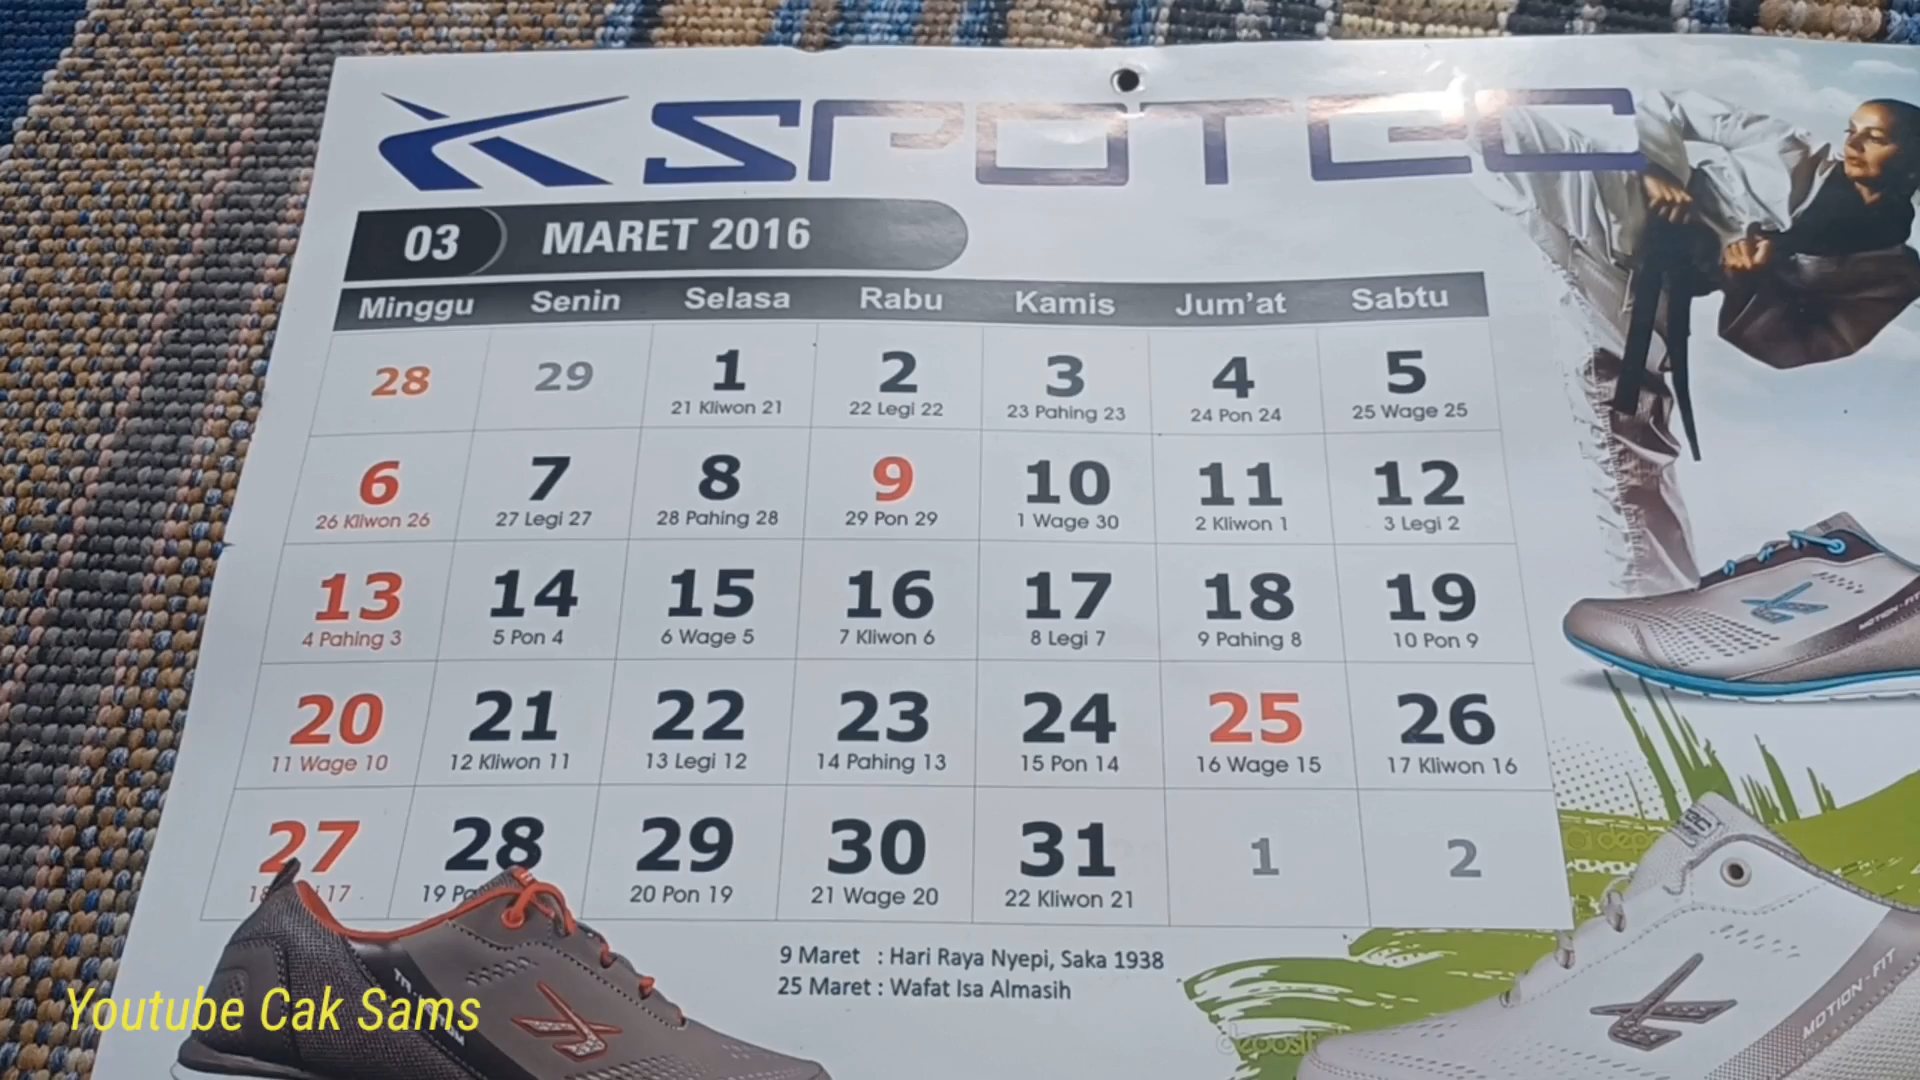 SPOTEC
03 MARET 2016
Minggu Senin Selasa Rabu Kamis Jum'at Sabtu
28 29 1 2 3 4 5
21 Kliwon 21 22 Legi 22 23 Pahing 23 24 Pon 24 25 Wage 25
6 7 8 9 10 11 12
26 Kliwon 26 27 Legi 27 28 Pahing 28 29 Pon 29 1 Wage 30 2 Kliwon 1 3 Legi 2
13 14 15 16 17 18 19
4 Pahing 3 5 Pon 4 6 Wage 5 7 Kliwon 6 8 Legi 7 9 Pahing 8 10 Pon 9
20 21 22 23 24 25 26
11 Wage 10 12 Kliwon 11 13 Legi 12 14 Pahing 13 15 Pon 14 16 Wage 15 17 Kliwon 16
27 28 29 30 31 1 2
17 19 20 Pon 19 21 Wage 20 22 Kliwon 21
9 Maret : Hari Raya Nyepi, Saka 1938
25 Maret : Wafat Isa Almasih
MOTION-FIT
MOTION-FIT
Youtube Cak Sams